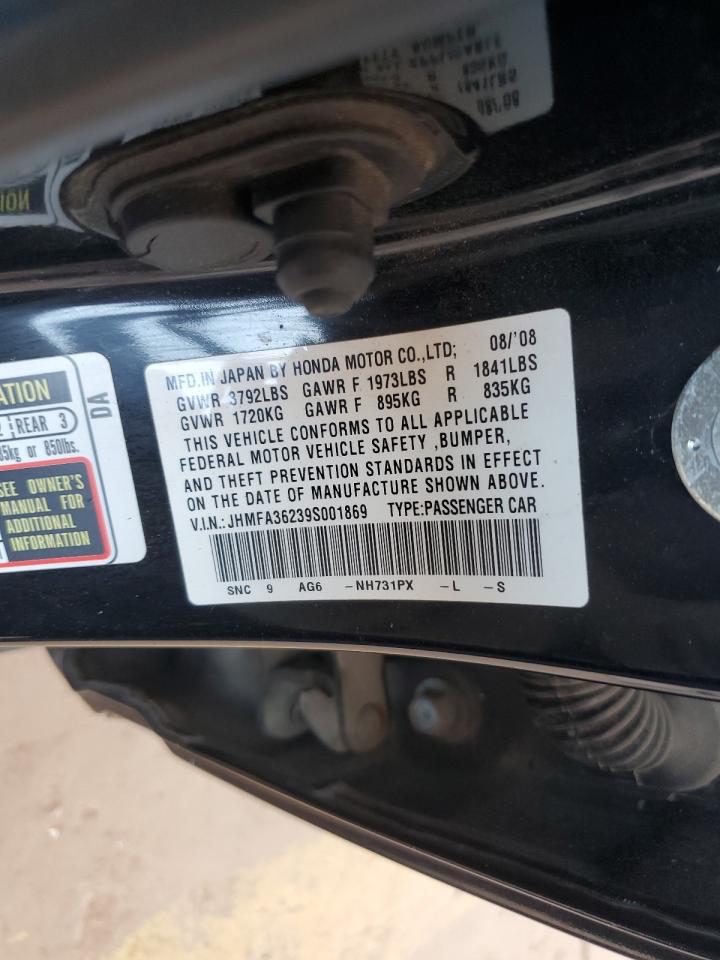 MFD.IN JAPAN BY HONDA MOTOR CO.,LTD; 08/'08
GVWR 3792LBS GAWR F 1973LBS R 1841LBS
GVWR 1720KG GAWR F 895KG R 835KG
THIS VEHICLE CONFORMS TO ALL APPLICABLE
FEDERAL MOTOR VEHICLE SAFETY ,BUMPER,
AND THEFT PREVENTION STANDARDS IN EFFECT
ON THE DATE OF MANUFACTURE SHOWN ABOVE.
V.I.N.: JHMFA36239S001869 TYPE:PASSENGER CAR
SNC 9 AG6 -NH731PX -L -S
REAR 3
or 850lbs.
SEE OWNER'S
MANUAL FOR
ADDITIONAL
INFORMATION
DA